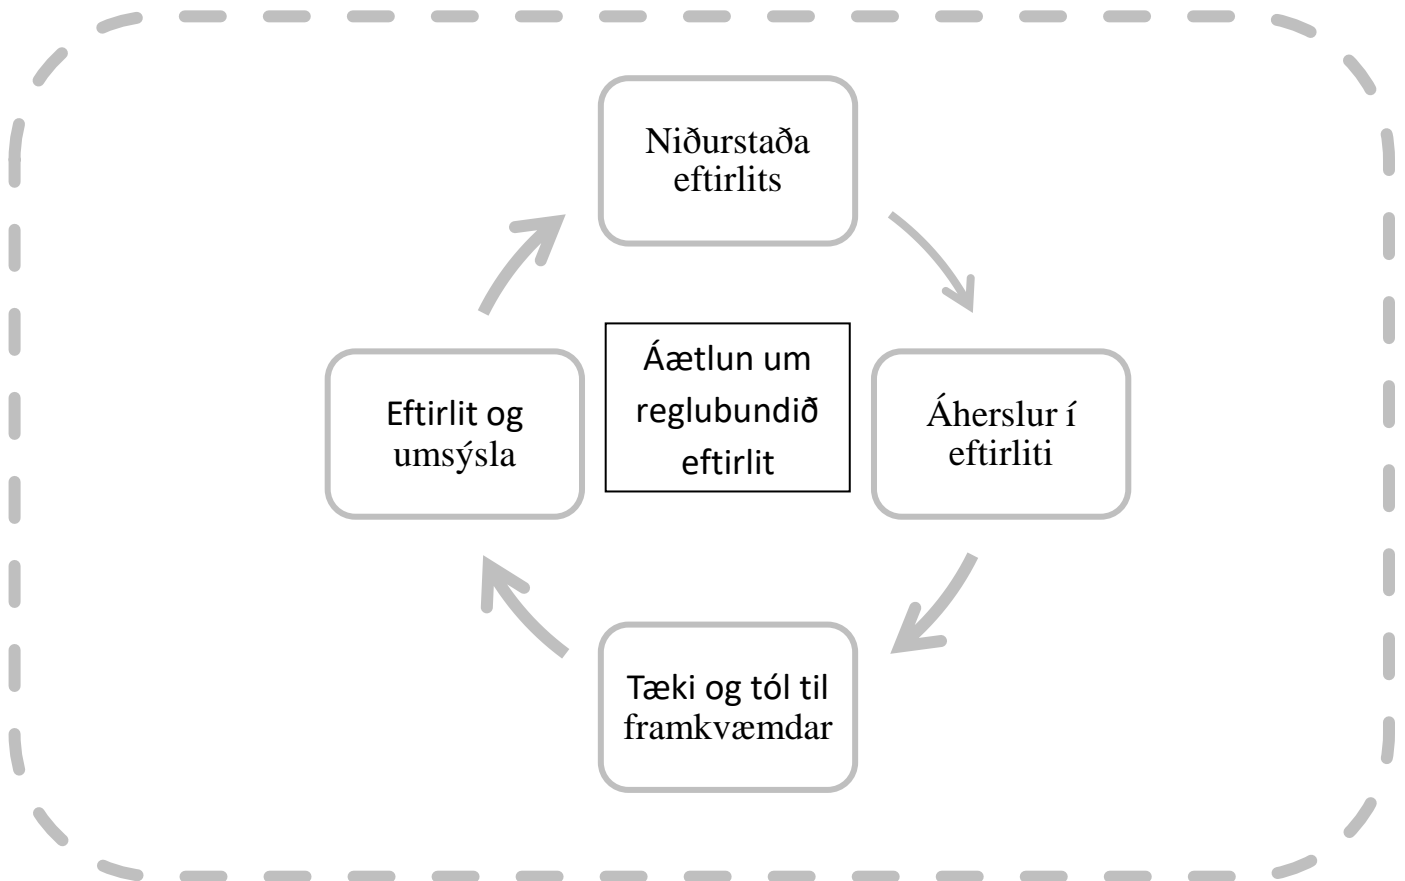 Niðurstaða
eftirlits
Áætlun um
reglubundið
eftirlit
Eftirlit og
umsýsla
Áherslur í
eftirliti
Tæki og tól til
framkvæmdar